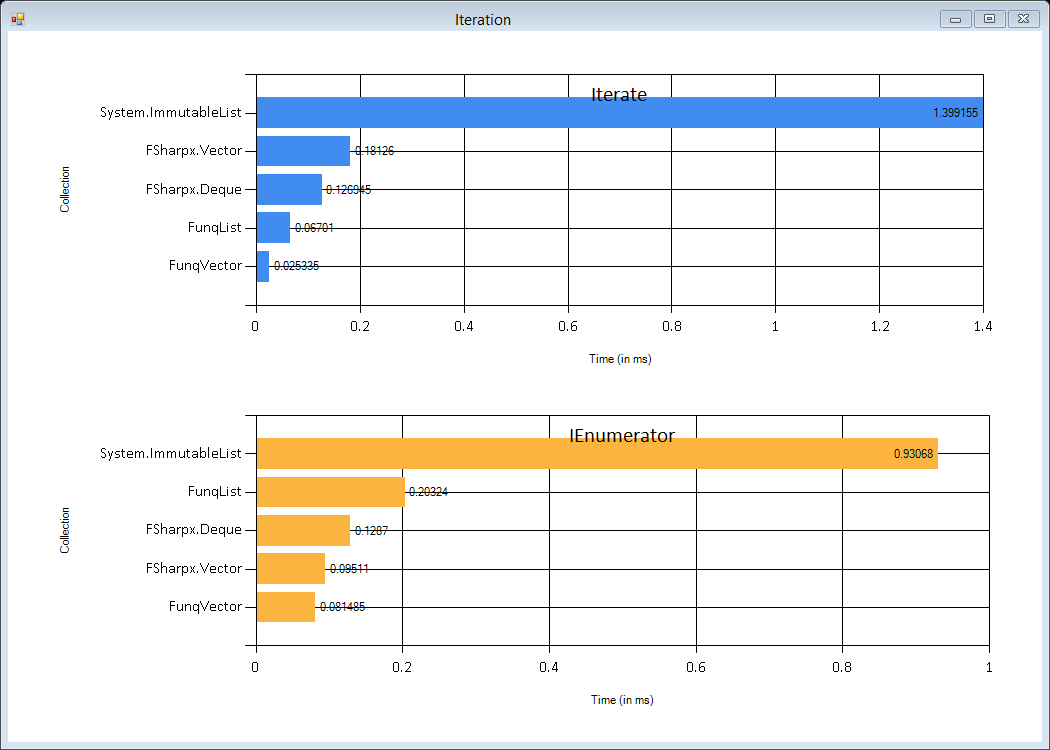 Iteration
Iterate
System.ImmutableList 1.399155
FSharpx.Vector 0.18126
FSharpx.Deque 0.126945
FunqList 0.06701
FunqVector 0.025335
Collection
0 0.2 0.4 0.6 0.8 1 1.2 1.4
Time (in ms)
IEnumerator
System.ImmutableList 0.93068
FunqList 0.20324
FSharpx.Deque 0.1287
FSharpx.Vector 0.09511
FunqVector 0.081485
Collection
0 0.2 0.4 0.6 0.8 1
Time (in ms)